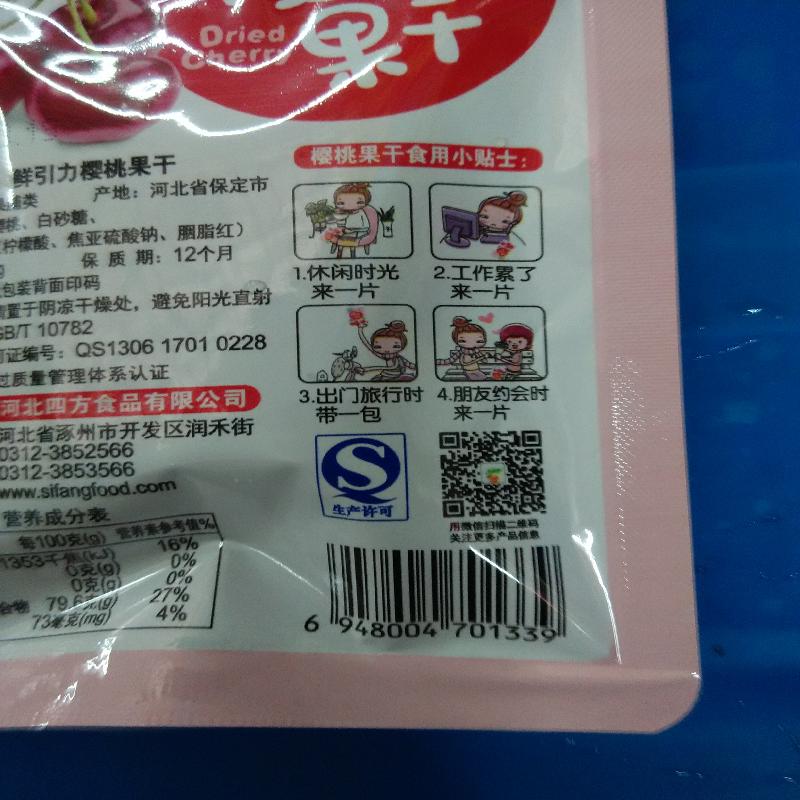 Dried
Cherry
果干
鲜引力樱桃果干
产地：河北省保定市
白砂糖、
柠檬酸、焦亚硫酸钠、胭脂红）
保 质 期：12个月
包装背面印码
置于阴凉干燥处，避免阳光直射
GB/T 10782
可证编号：QS1306 1701 0228
过质量管理体系认证
河北四方食品有限公司
河北省涿州市开发区润禾街
0312-3852566
0312-3853566
www.sifangfood.com
营养成分表
每100克(g) 营养素参考值%
1353千焦(kJ) 16%
0克(g) 0%
0克(g) 0%
79.6克(g) 27%
73毫克(mg) 4%
樱桃果干食用小贴士：
1.休闲时光
来一片
2.工作累了
来一片
3.出门旅行时
带一包
4.朋友约会时
来一片
生产许可
用微信扫描二维码
关注更多产品信息
6 948004 701339